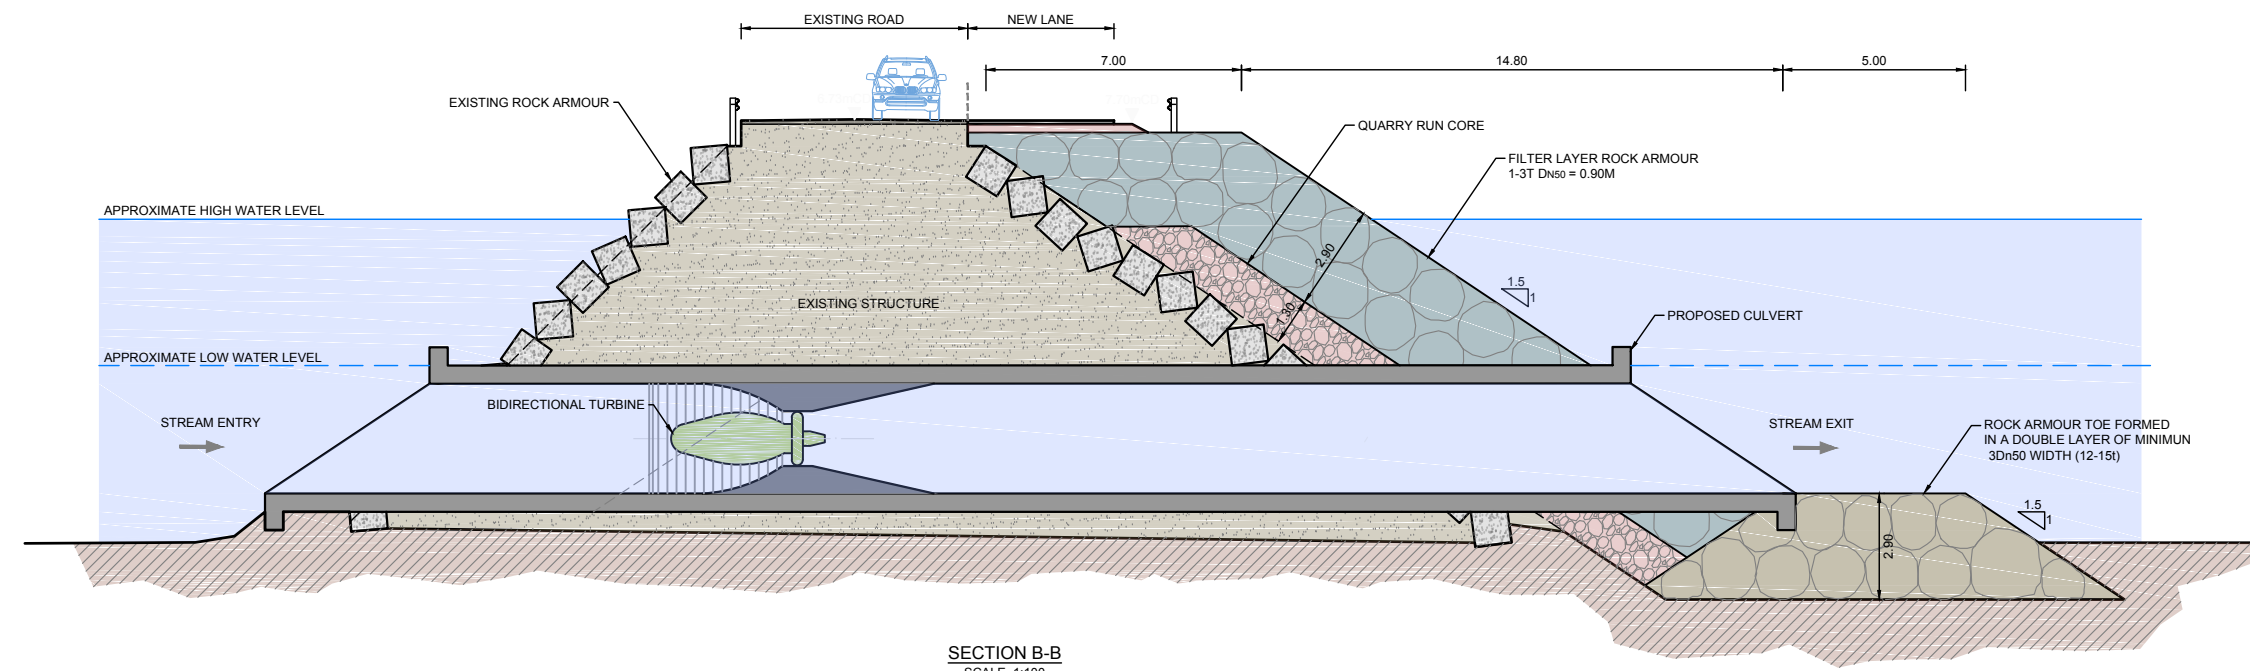 EXISTING ROAD
NEW LANE
7.00
14.80
5.00
EXISTING ROCK ARMOUR
QUARRY RUN CORE
FILTER LAYER ROCK ARMOUR
1-3T DN50 = 0.90M
APPROXIMATE HIGH WATER LEVEL
2.90
1.5
1
EXISTING STRUCTURE
1.30
PROPOSED CULVERT
APPROXIMATE LOW WATER LEVEL
BIDIRECTIONAL TURBINE
STREAM ENTRY
STREAM EXIT
ROCK ARMOUR TOE FORMED
IN A DOUBLE LAYER OF MINIMUN
3Dn50 WIDTH (12-15t)
1.5
1
2.90
SECTION B-B
SCALE 1:100